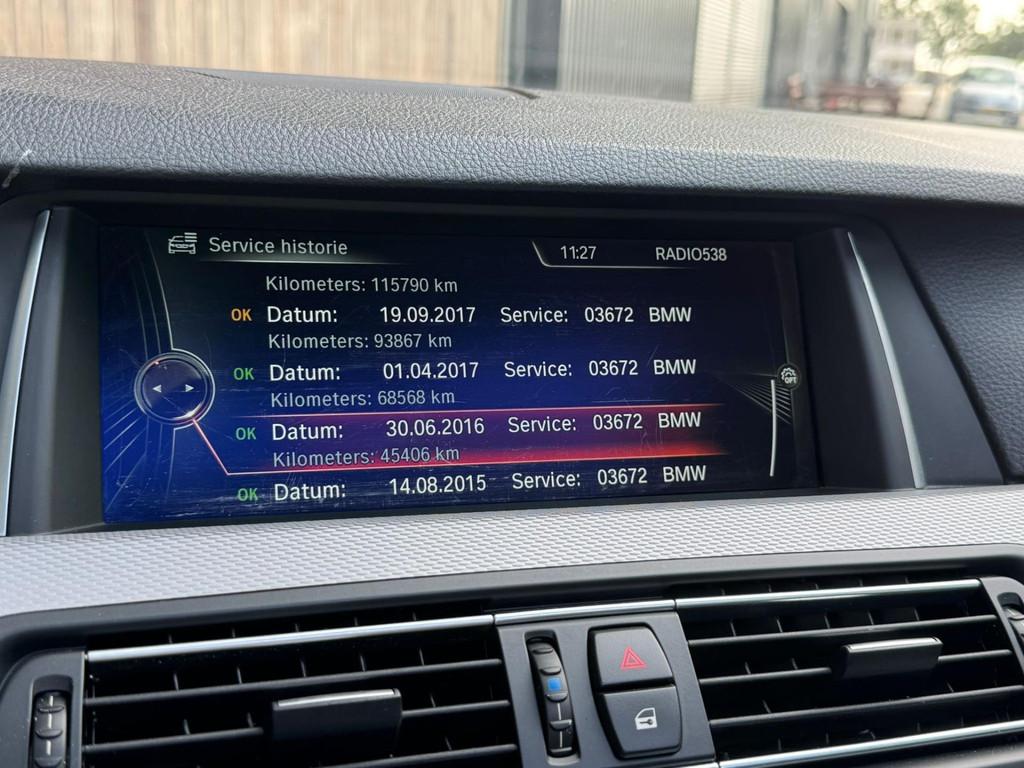 Service historie 11:27 RADIO538
Kilometers: 115790 km
OK Datum: 19.09.2017 Service: 03672 BMW
Kilometers: 93867 km
OK Datum: 01.04.2017 Service: 03672 BMW
Kilometers: 68568 km
OK Datum: 30.06.2016 Service: 03672 BMW
Kilometers: 45406 km
OK Datum: 14.08.2015 Service: 03672 BMW
OPT